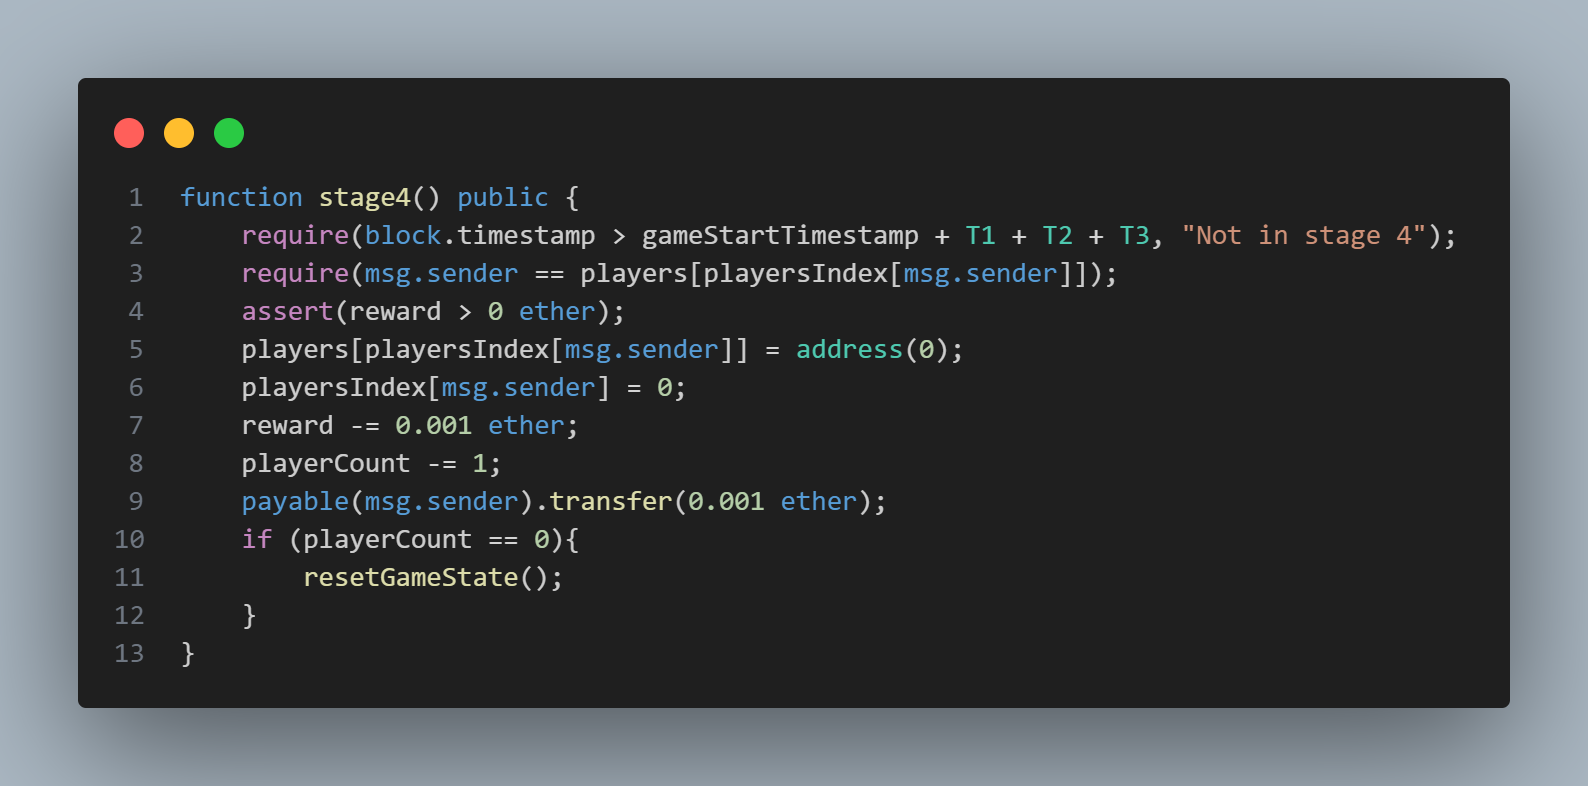 1 function stage4() public {
2 require(block.timestamp > gameStartTimestamp + T1 + T2 + T3, "Not in stage 4");
3 require(msg.sender == players[playersIndex[msg.sender]]);
4 assert(reward > 0 ether);
5 players[playersIndex[msg.sender]] = address(0);
6 playersIndex[msg.sender] = 0;
7 reward -= 0.001 ether;
8 playerCount -= 1;
9 payable(msg.sender).transfer(0.001 ether);
10 if (playerCount == 0){
11 resetGameState();
12 }
13 }